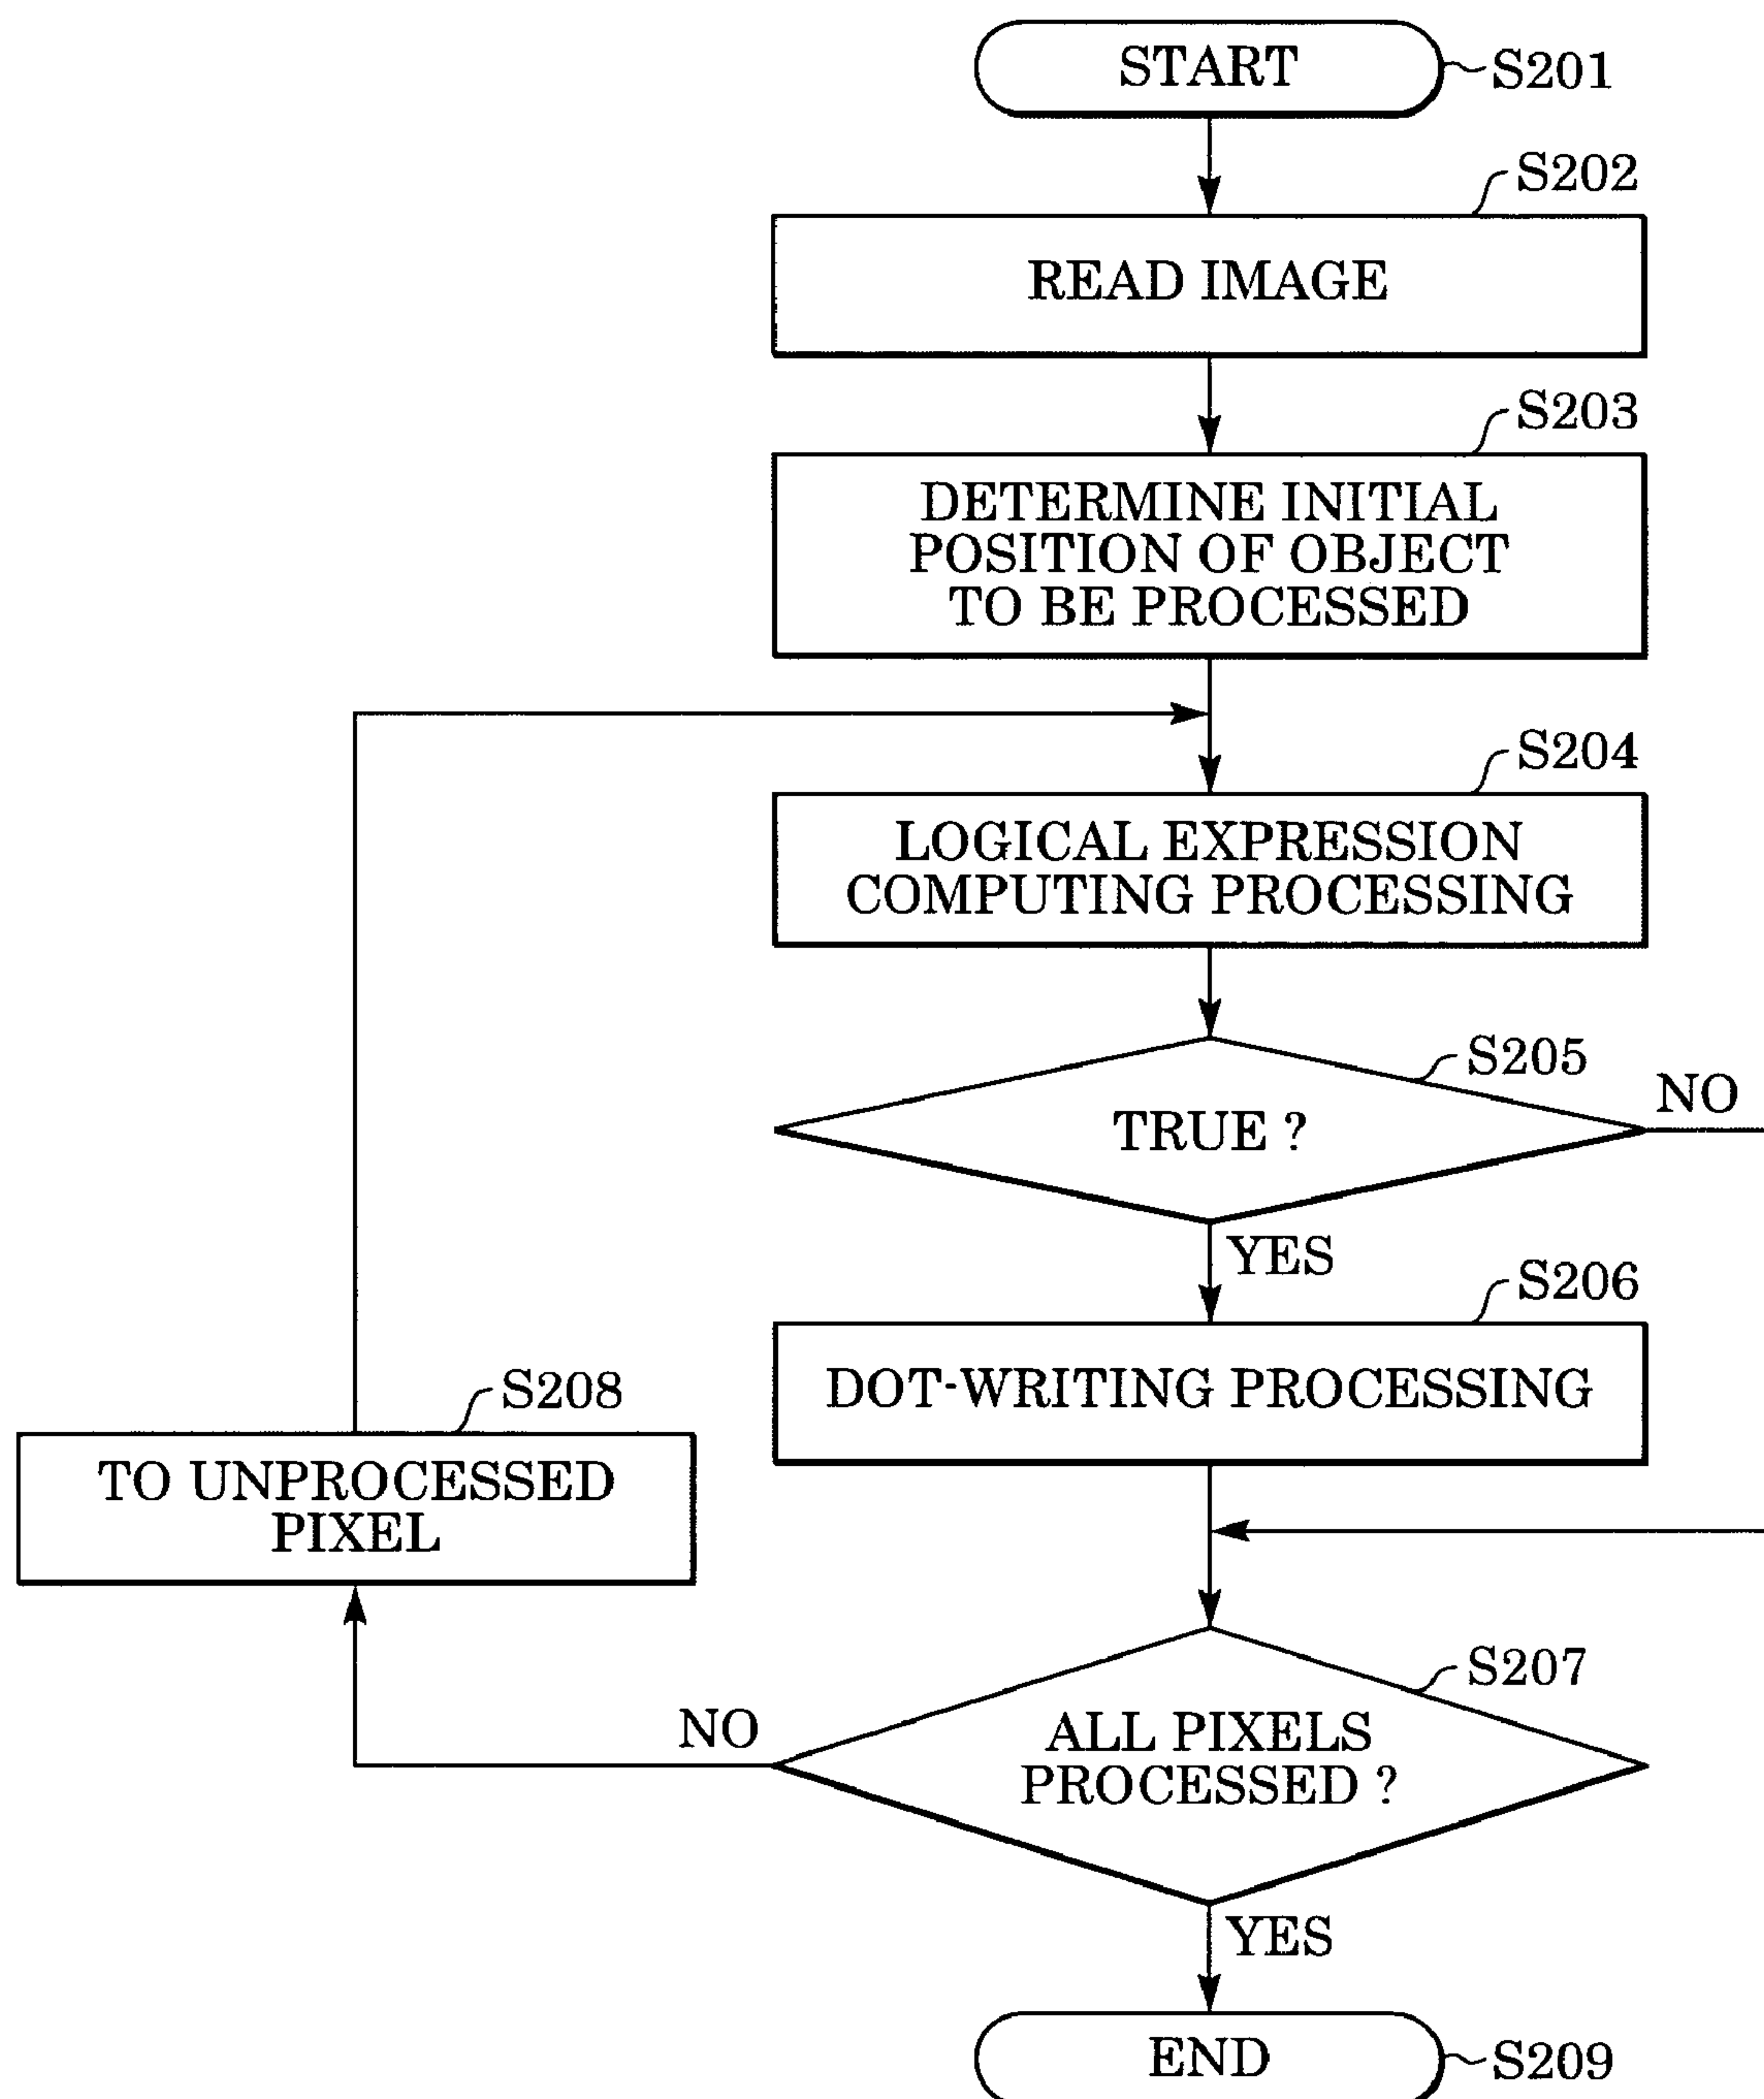 START
S201
S202
READ IMAGE
S203
DETERMINE INITIAL
POSITION OF OBJECT
TO BE PROCESSED
S204
LOGICAL EXPRESSION
COMPUTING PROCESSING
S205
NO
TRUE ?
YES
S206
DOT-WRITING PROCESSING
S208
TO UNPROCESSED
PIXEL
S207
NO
ALL PIXELS
PROCESSED ?
YES
END
S209